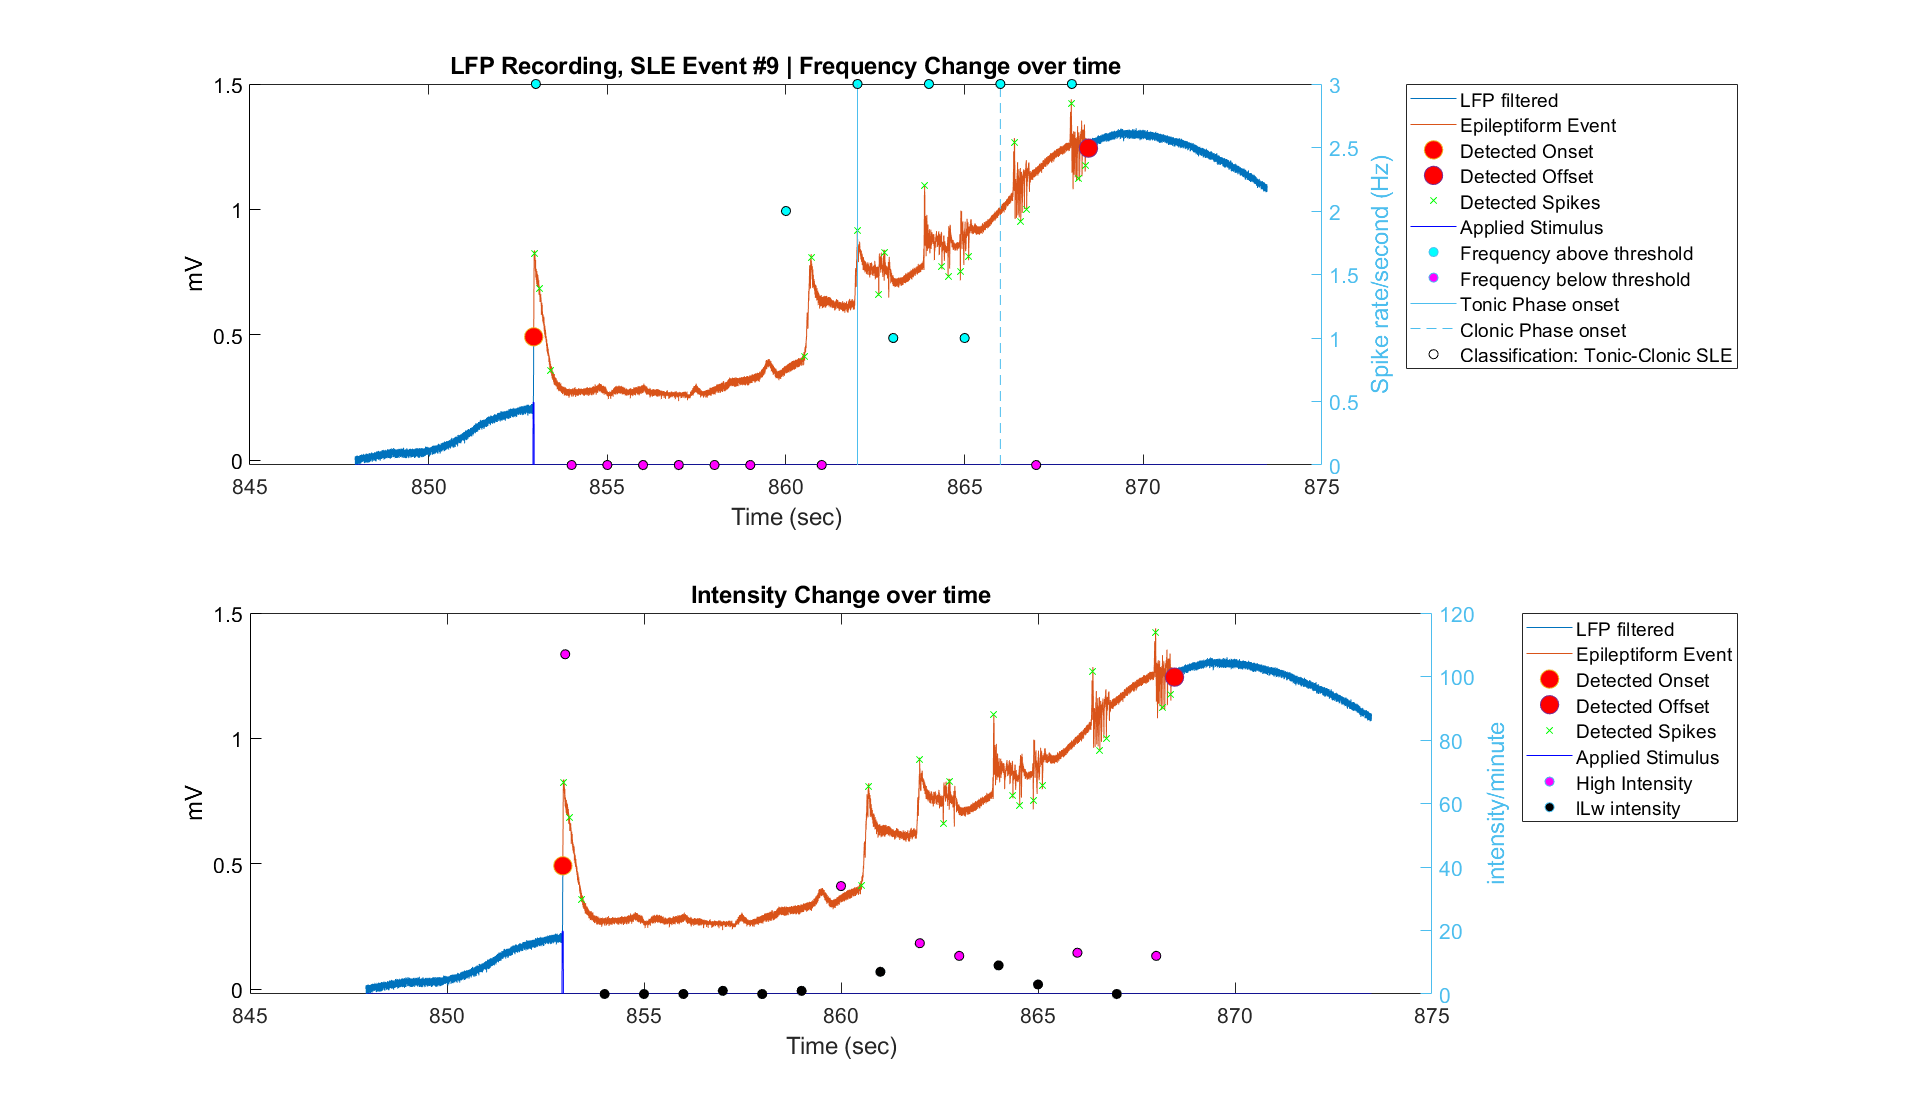 LFP Recording, SLE Event #9 | Frequency Change over time
1.5
1
0.5
0
mV
3
2.5
2
1.5
1
0.5
0
Spike rate/second (Hz)
845 850 855 860 865 870 875
Time (sec)
LFP filtered
Epileptiform Event
Detected Onset
Detected Offset
Detected Spikes
Applied Stimulus
Frequency above threshold
Frequency below threshold
Tonic Phase onset
Clonic Phase onset
Classification: Tonic-Clonic SLE
Intensity Change over time
1.5
1
0.5
0
mV
120
100
80
60
40
20
0
intensity/minute
845 850 855 860 865 870 875
Time (sec)
LFP filtered
Epileptiform Event
Detected Onset
Detected Offset
Detected Spikes
Applied Stimulus
High Intensity
lLw intensity